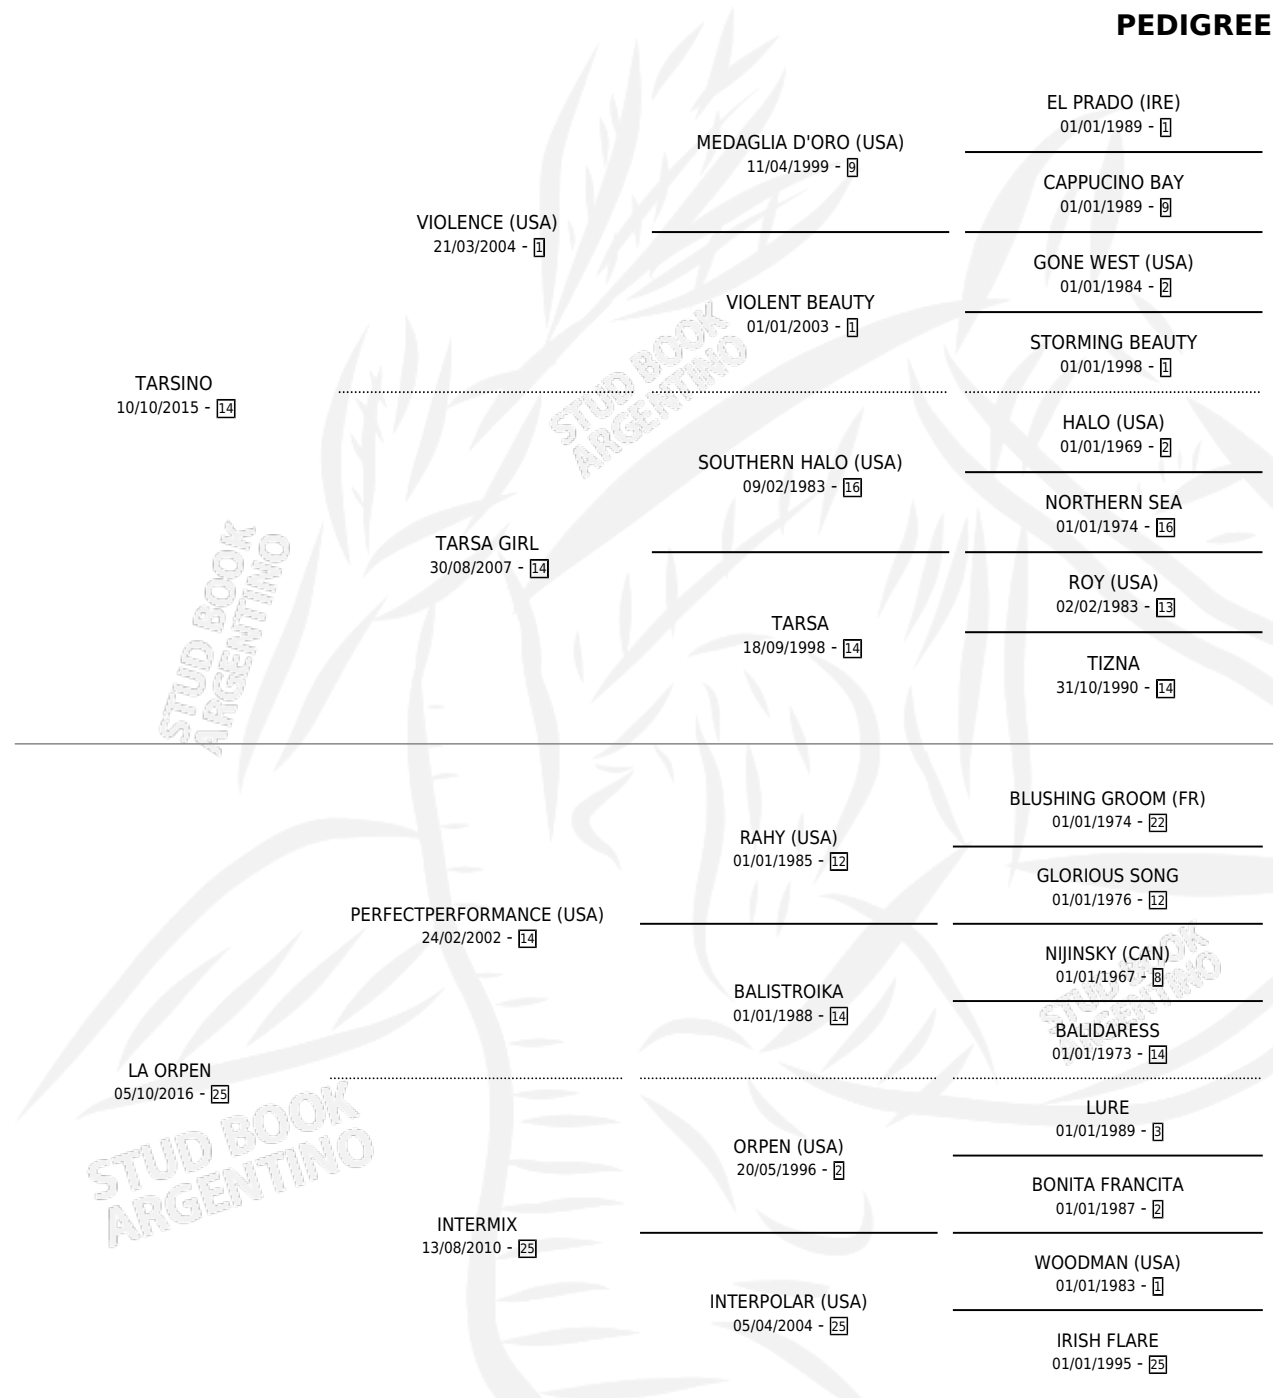 PEDIGREE
EL PRADO (IRE)
01/01/1989 - 1
MEDAGLIA D'ORO (USA)
11/04/1999 - 9
CAPPUCINO BAY
01/01/1989 - 9
VIOLENCE (USA)
21/03/2004 - 1
GONE WEST (USA)
01/01/1984 - 2
VIOLENT BEAUTY
01/01/2003 - 1
STORMING BEAUTY
01/01/1998 - 1
TARSINO
10/10/2015 - 14
HALO (USA)
01/01/1969 - 2
SOUTHERN HALO (USA)
09/02/1983 - 16
NORTHERN SEA
01/01/1974 - 16
TARSA GIRL
30/08/2007 - 14
ROY (USA)
02/02/1983 - 13
TARSA
18/09/1998 - 14
TIZNA
31/10/1990 - 14
BLUSHING GROOM (FR)
01/01/1974 - 22
RAHY (USA)
01/01/1985 - 12
GLORIOUS SONG
01/01/1976 - 12
PERFECTPERFORMANCE (USA)
24/02/2002 - 14
NIJINSKY (CAN)
01/01/1967 - 8
BALISTROIKA
01/01/1988 - 14
BALIDARESS
01/01/1973 - 14
LA ORPEN
05/10/2016 - 25
LURE
01/01/1989 - 3
ORPEN (USA)
20/05/1996 - 2
BONITA FRANCITA
01/01/1987 - 2
INTERMIX
13/08/2010 - 25
WOODMAN (USA)
01/01/1983 - 1
INTERPOLAR (USA)
05/04/2004 - 25
IRISH FLARE
01/01/1995 - 25
STUD BOOK
ARGENTINO
STUD BOOK
ARGENTINO
STUD BOOK
ARGENTINO
STUD BOOK
ARGENTINO